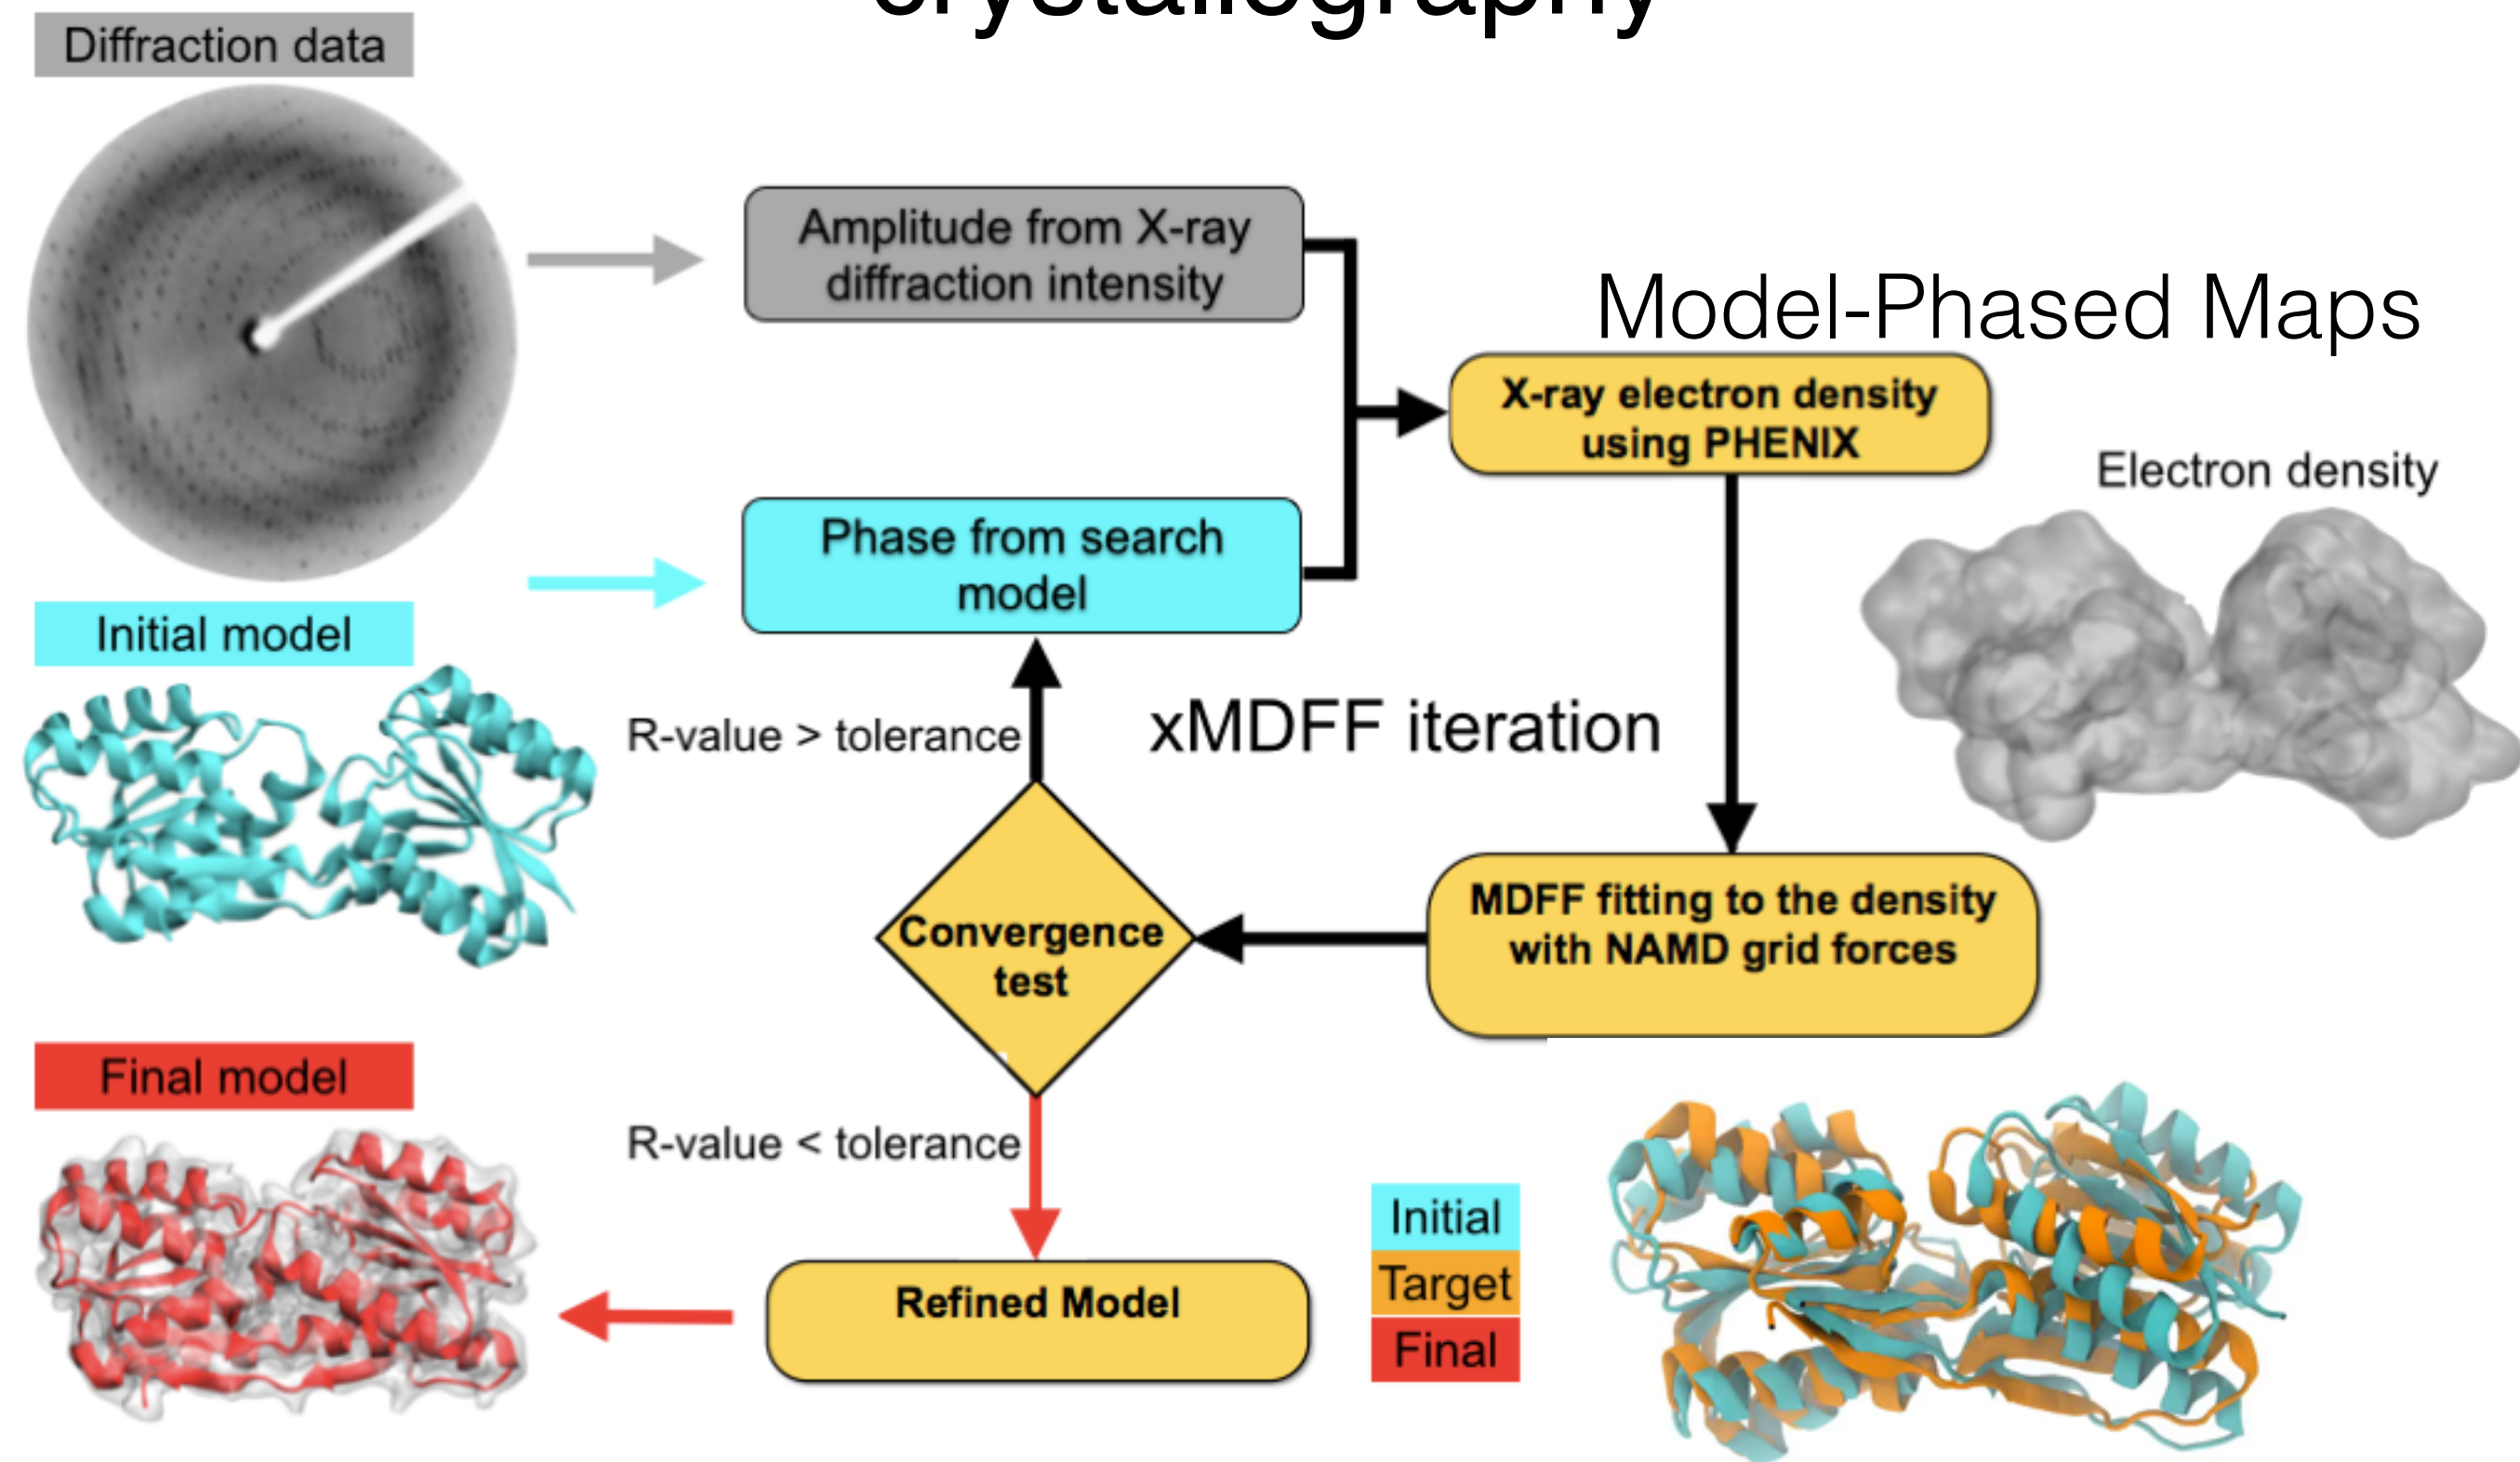 crystallography
Diffraction data
Amplitude from X-ray
diffraction intensity
Model-Phased Maps
X-ray electron density
using PHENIX
Electron density
Phase from search
model
Initial model
R-value > tolerance
xMDFF iteration
Convergence
test
MDFF fitting to the density
with NAMD grid forces
Final model
R-value < tolerance
Refined Model
Initial
Target
Final